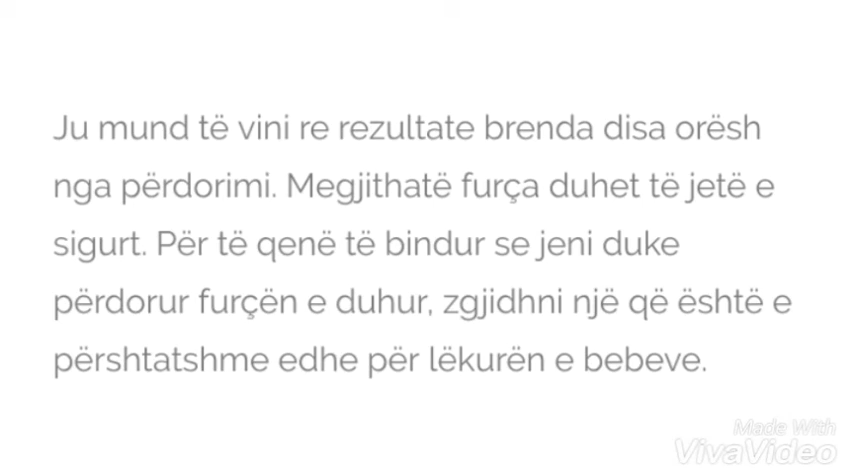 Ju mund të vini re rezultate brenda disa orësh
nga përdorimi. Megjithatë furça duhet të jetë e
sigurt. Për të qenë të bindur se jeni duke
përdorur furçën e duhur, zgjidhni një që është e
përshtatshme edhe për lëkurën e bebeve.
Made With
VivaVideo